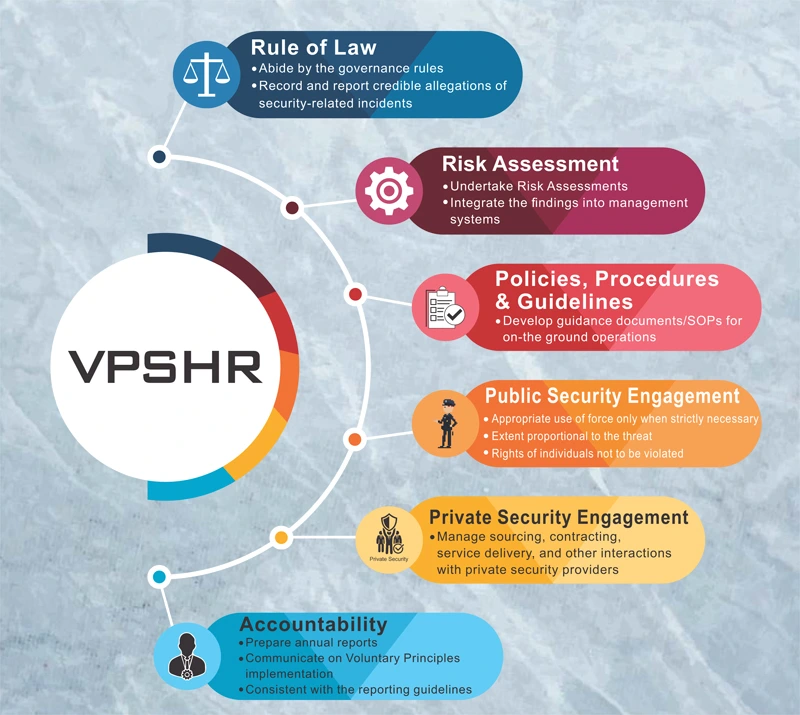 Rule of Law
•Abide by the governance rules
•Record and report credible allegations of
security-related incidents
Risk Assessment
•Undertake Risk Assessments
•Integrate the findings into management
systems
Policies, Procedures
& Guidelines
•Develop guidance documents/SOPs for
on-the ground operations
VPSHR
Public Security Engagement
•Appropriate use of force only when strictly necessary
•Extent proportional to the threat
•Rights of individuals not to be violated
Private Security Engagement
•Manage sourcing, contracting,
service delivery, and other interactions
with private security providers
Private Security
Accountability
•Prepare annual reports
•Communicate on Voluntary Principles
implementation
•Consistent with the reporting guidelines